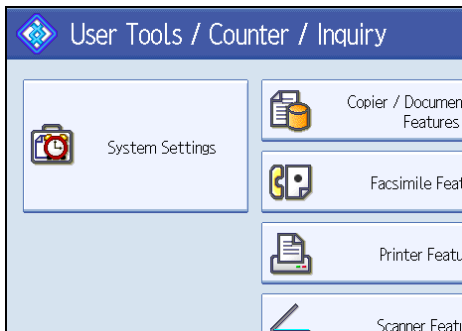 User Tools / Counter / Inquiry
System Settings
Copier / Documen
Features
Facsimile Feat
Printer Featu
Scanner Featu